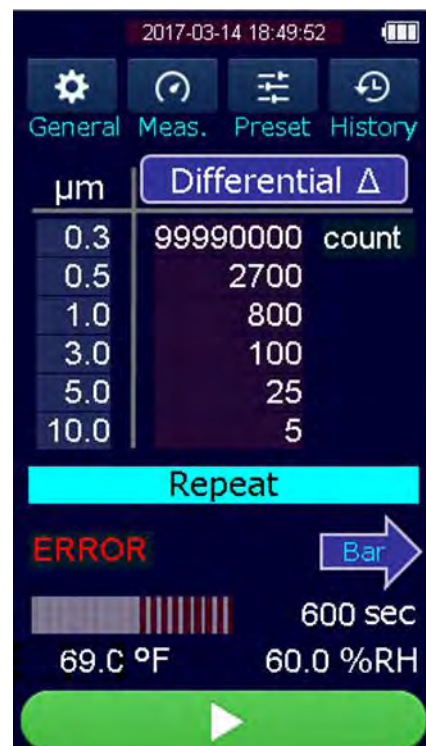 2017-03-14 18:49:52
General Meas. Preset History
µm Differential Δ
0.3 99990000 count
0.5 2700
1.0 800
3.0 100
5.0 25
10.0 5
Repeat
ERROR Bar
600 sec
69.0 ºF 60.0 %RH